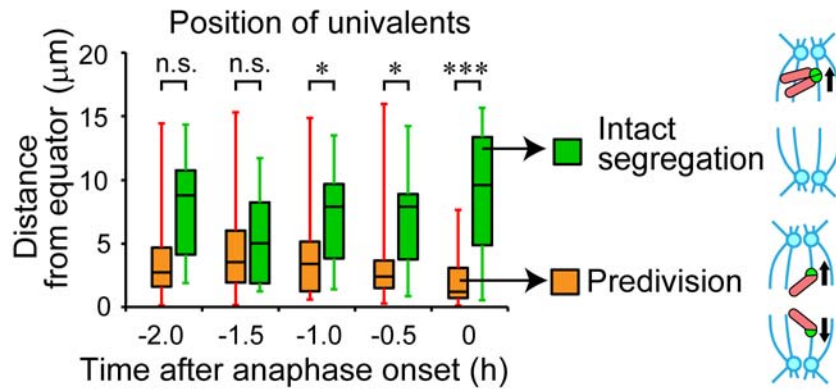 Position of univalents
Distance
from equator (μm)
20
15
10
5
0
n.s.
n.s.
*
*
***
Intact
segregation
Predivision
-2.0
-1.5
-1.0
-0.5
0
Time after anaphase onset (h)